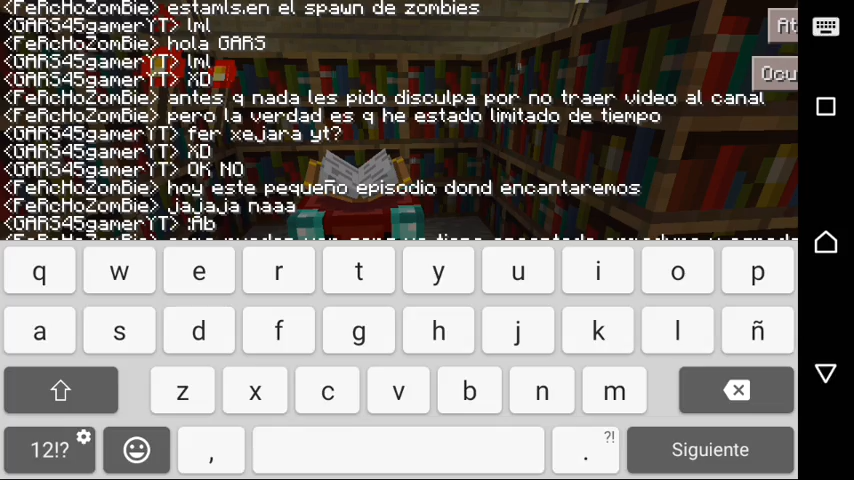 <FeRcHoZomBie> estamls.en el spawn de zombies
<GARS45gamerYT> lml
<FeRcHoZomBie> hola GARS
<GARS45gamerYT> lml
<GARS45gamerYT> XD
<FeRcHoZomBie> antes q nada les pido disculpa por no traer video al canal
<FeRcHoZomBie> pero la verdad es q he estado limitado de tiempo
<GARS45gamerYT> fer xejara yt?
<GARS45gamerYT> XD
<GARS45gamerYT> OK NO
<FeRcHoZomBie> hoy este pequeño episodio dond encantaremos
<FeRcHoZomBie> jajaja naaa
<GARS45gamerYT> :Ab
At
Ocu
q w e r t y u i o p
a s d f g h j k l ñ
z x c v b n m
12!? , . ?! Siguiente